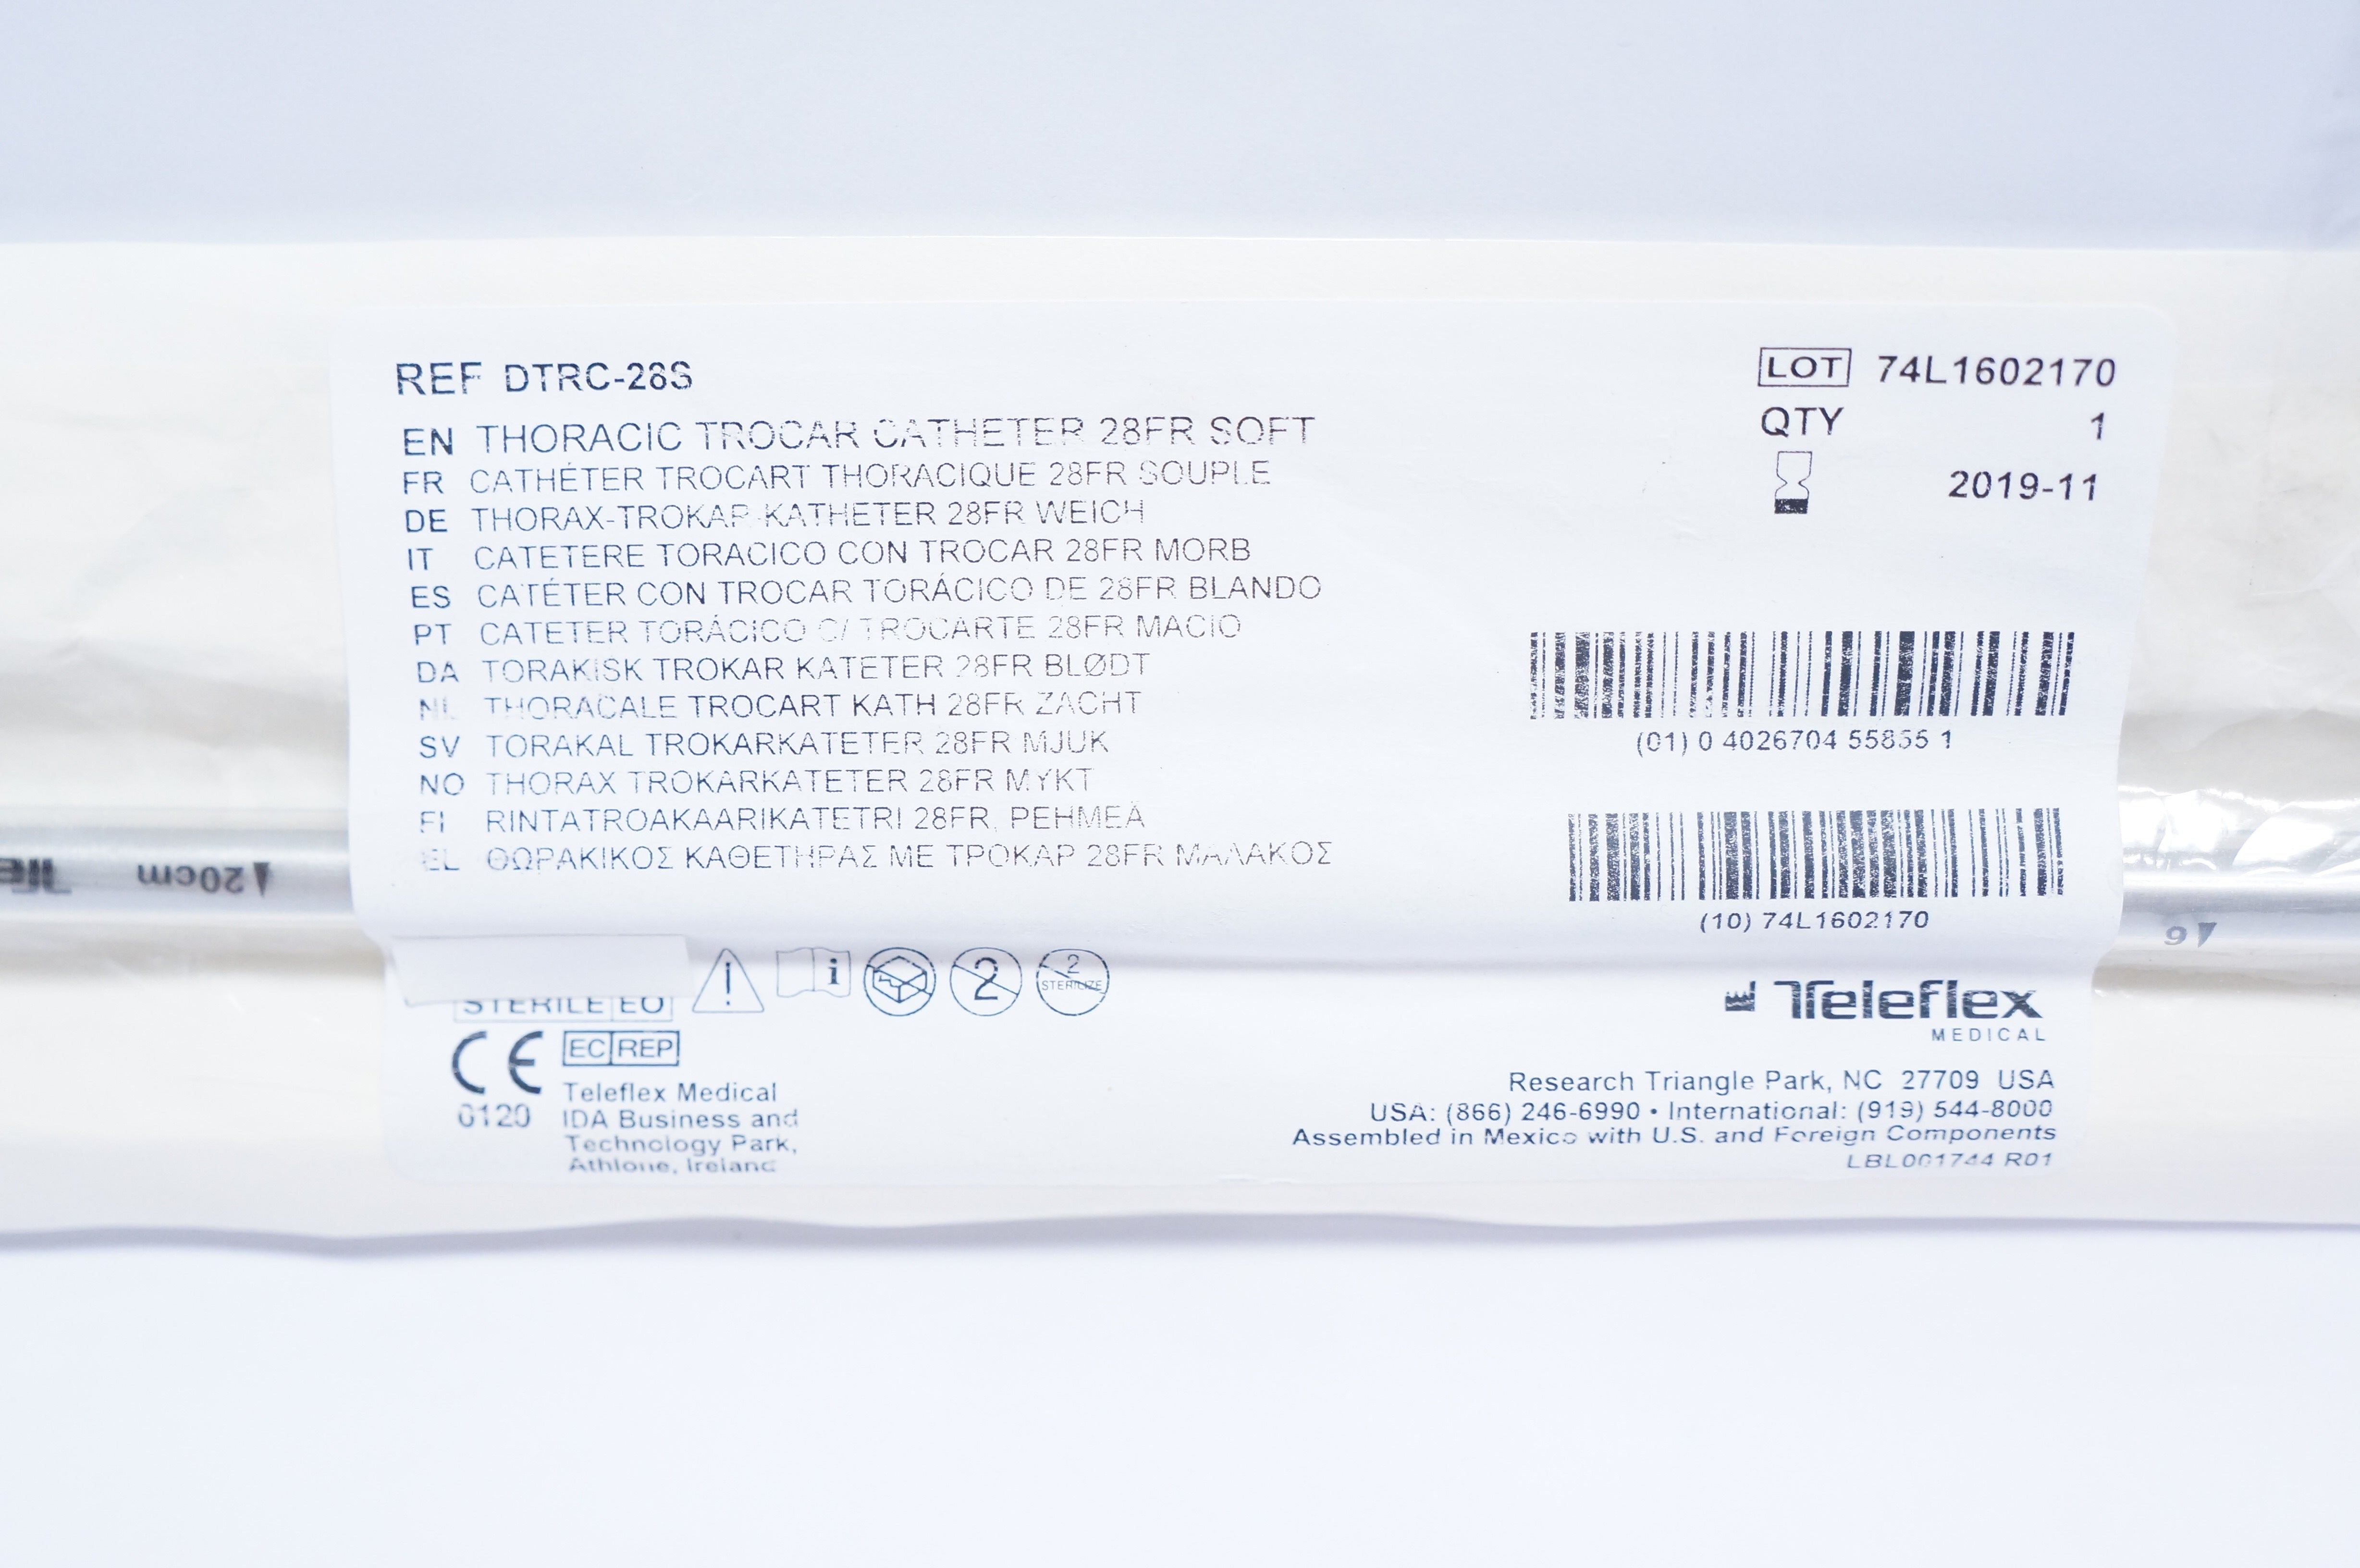 REF DTRC-28S
EN THORACIC TROCAR CATHETER 28FR SOFT
FR CATHÉTER TROCART THORACIQUE 28FR SOUPLE
DE THORAX-TROKAR-KATHETER 28FR WEICH
IT CATETERE TORACICO CON TROCAR 28FR MORB
ES CATÉTER CON TROCAR TORÁCICO DE 28FR BLANDO
PT CATETER TORÁCICO C/ TROCARTE 28FR MACIO
DA TORAKISK TROKAR KATETER 28FR BLØDT
NL THORACALE TROCART KATH 28FR ZACHT
SV TORAKAL TROKARKATETER 28FR MJUK
NO THORAX TROKARKATETER 28FR MYKT
FI RINTATROAKAARIKATETRI 28FR, PEHMEÄ
EL ΘΩΡΑΚΙΚΟΣ ΚΑΘΕΤΗΡΑΣ ΜΕ ΤΡΟΚΑΡ 28FR ΜΑΛΑΚΟΣ
LOT 74L1602170
QTY 1
2019-11
(01) 0 4026704 55855 1
(10) 74L1602170
20cm
6
STERILE EO
i
2
2
STERILIZE
CE
0120
EC REP
Teleflex Medical
IDA Business and
Technology Park,
Athlone, Ireland
Teleflex
MEDICAL
Research Triangle Park, NC 27709 USA
USA: (866) 246-6990 • International: (919) 544-8000
Assembled in Mexico with U.S. and Foreign Components
LBL001744 R01